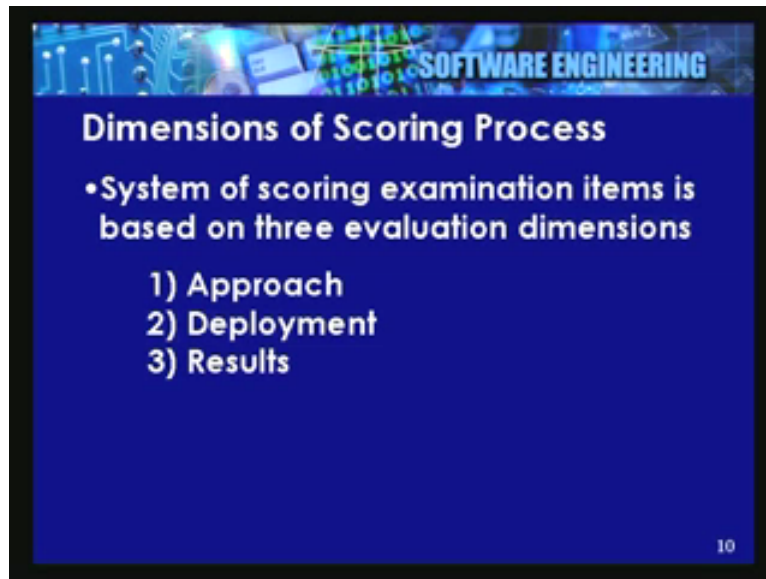 SOFTWARE ENGINEERING
Dimensions of Scoring Process
•System of scoring examination items is
based on three evaluation dimensions
1) Approach
2) Deployment
3) Results
10